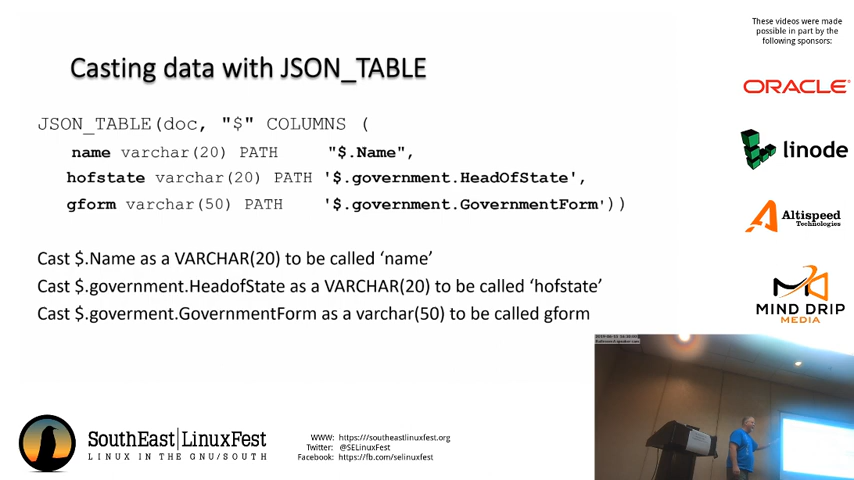 Casting data with JSON_TABLE
JSON_TABLE(doc, "$" COLUMNS (
name varchar(20) PATH "$.Name",
hofstate varchar(20) PATH '$.government.HeadOfState',
gform varchar(50) PATH '$.government.GovernmentForm'))
Cast $.Name as a VARCHAR(20) to be called ‘name’
Cast $.government.HeadofState as a VARCHAR(20) to be called ‘hofstate’
Cast $.goverment.GovernmentForm as a varchar(50) to be called gform
These videos were made
possible in part by the
following sponsors:
ORACLE®
linode
Altispeed
Technologies
MIND DRIP
MEDIA
SouthEast|LinuxFest
LINUX IN THE GNU/SOUTH
WWW: https://southeastlinuxfest.org
Twitter: @SELinuxFest
Facebook: https://fb.com/selinuxfest